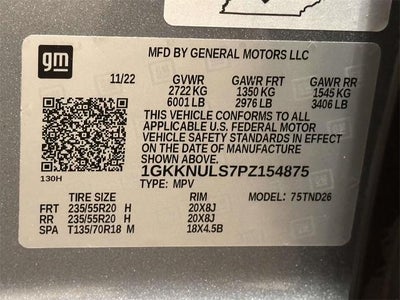 gm
MFD BY GENERAL MOTORS LLC
11/22 GVWR GAWR FRT GAWR RR
2722 KG 1350 KG 1545 KG
6001 LB 2976 LB 3406 LB
THIS VEHICLE CONFORMS TO ALL
APPLICABLE U.S. FEDERAL MOTOR
VEHICLE SAFETY STANDARDS IN EFFECT
ON THE DATE OF MANUFACTURE
SHOWN ABOVE.
130H 1GKKNULS7PZ154875
TYPE: MPV MODEL: 75TND26
TIRE SIZE RIMS
FRT 235/55R20 H 20X8J
RR 235/55R20 H 20X8J
SPA T135/70R18 M 18X4.5B